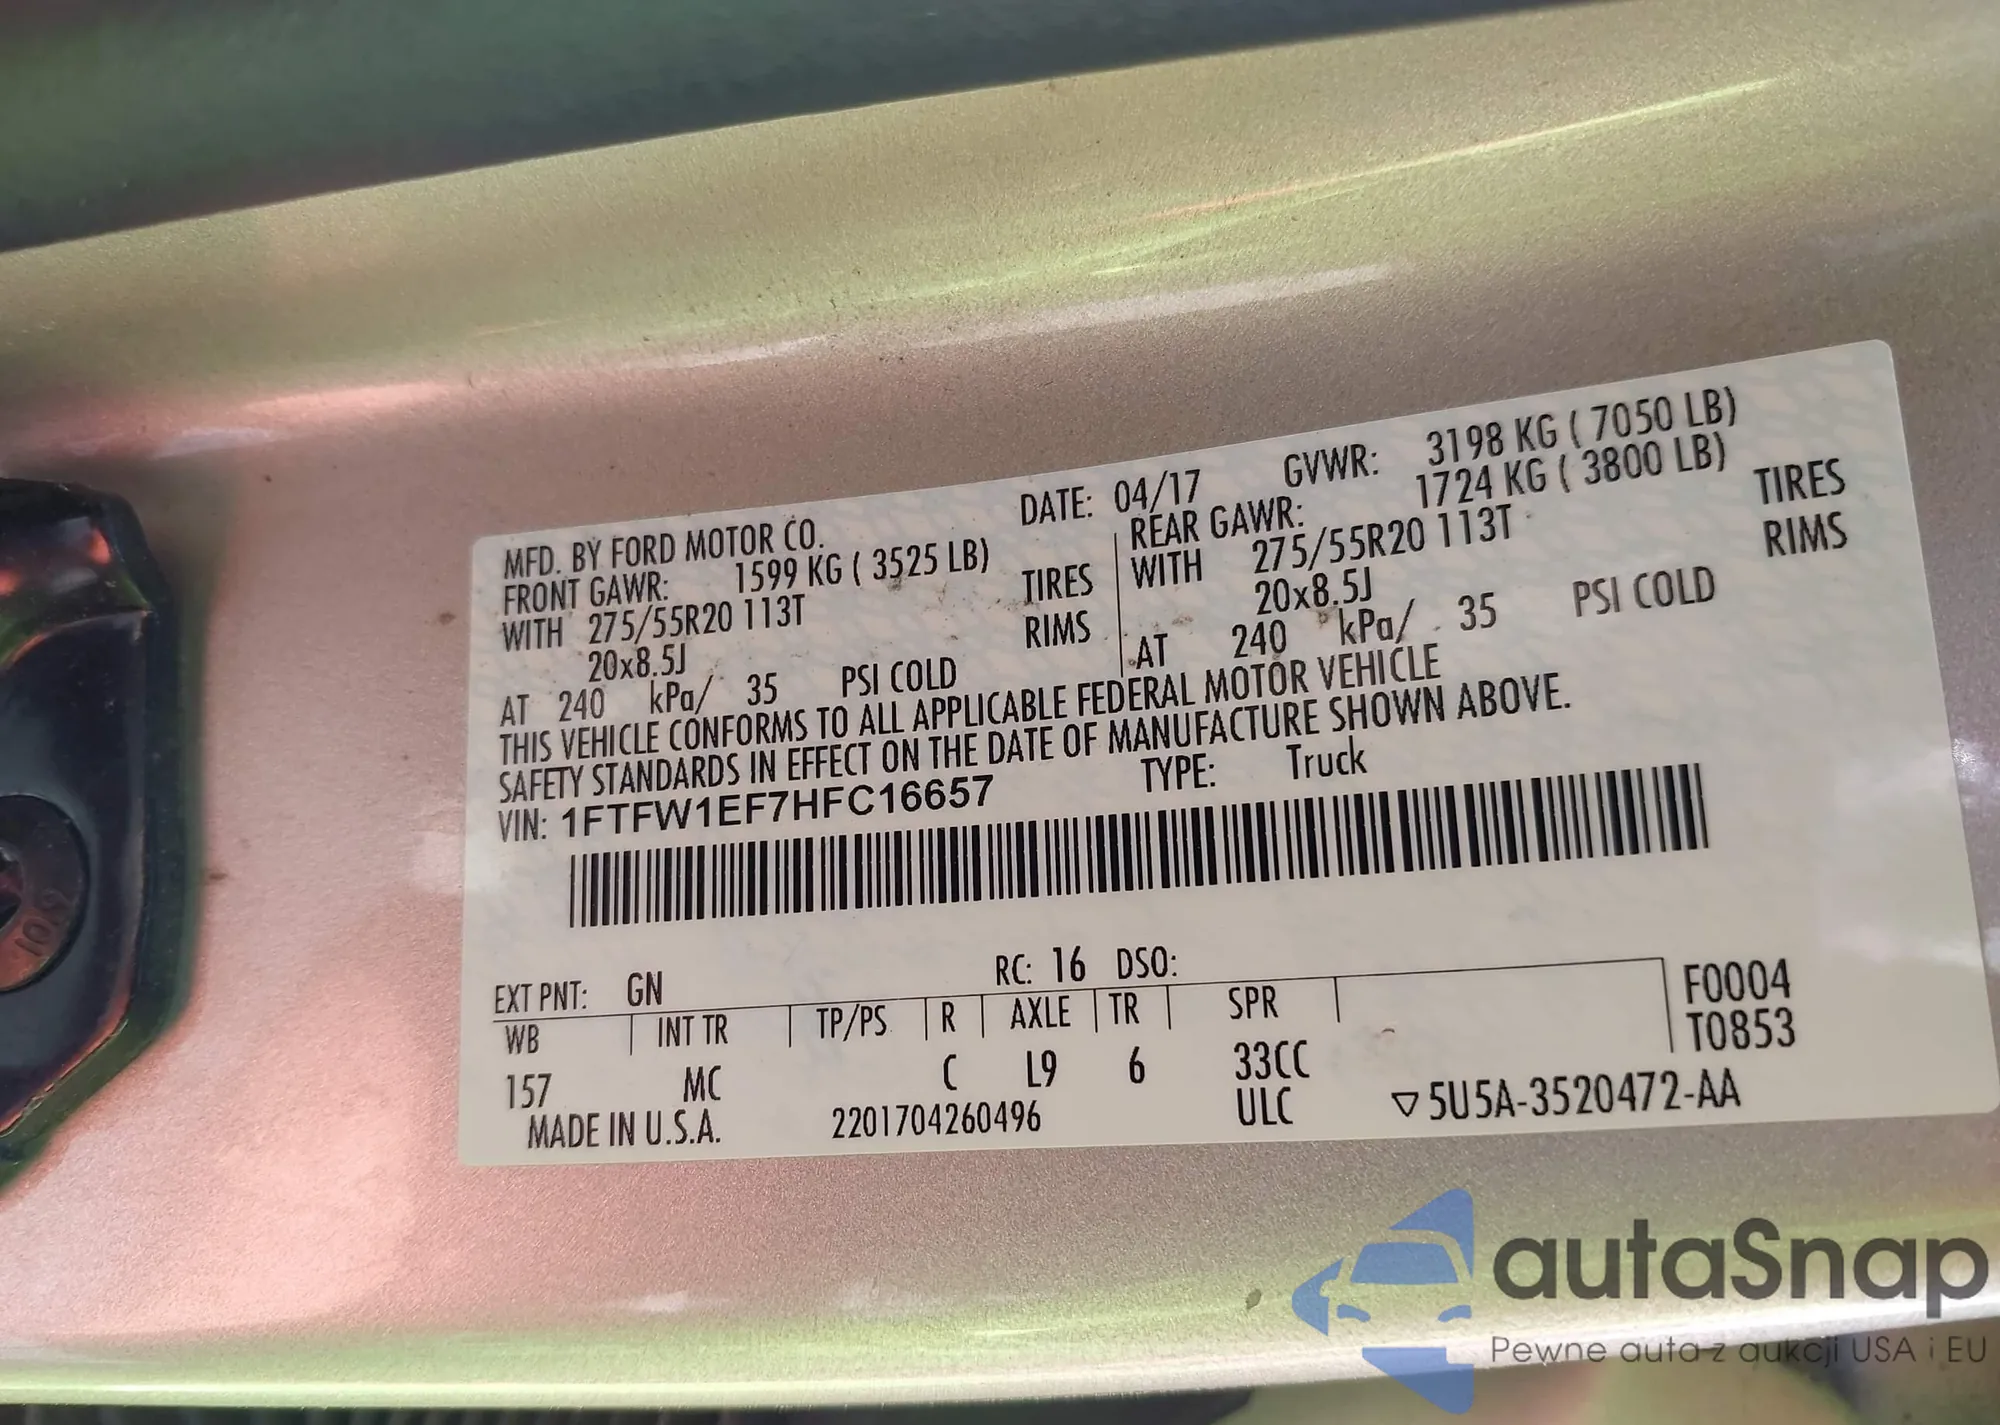 MFD. BY FORD MOTOR CO. DATE: 04/17 GVWR: 3198 KG ( 7050 LB)
FRONT GAWR: 1599 KG ( 3525 LB) REAR GAWR: 1724 KG ( 3800 LB)
WITH 275/55R20 113T TIRES WITH 275/55R20 113T TIRES
20x8.5J RIMS 20x8.5J RIMS
AT 240 kPa/ 35 PSI COLD AT 240 kPa/ 35 PSI COLD
THIS VEHICLE CONFORMS TO ALL APPLICABLE FEDERAL MOTOR VEHICLE
SAFETY STANDARDS IN EFFECT ON THE DATE OF MANUFACTURE SHOWN ABOVE.
VIN: 1FTFW1EF7HFC16657 TYPE: Truck
EXT PNT: GN RC: 16 DSO: F0004
WB INT TR TP/PS R AXLE TR SPR T0853
157 MC C L9 6 33CC
MADE IN U.S.A. 2201704260496 ULC ▽5U5A-3520472-AA
10.9
autaSnap
Pewne auta z aukcji USA i EU